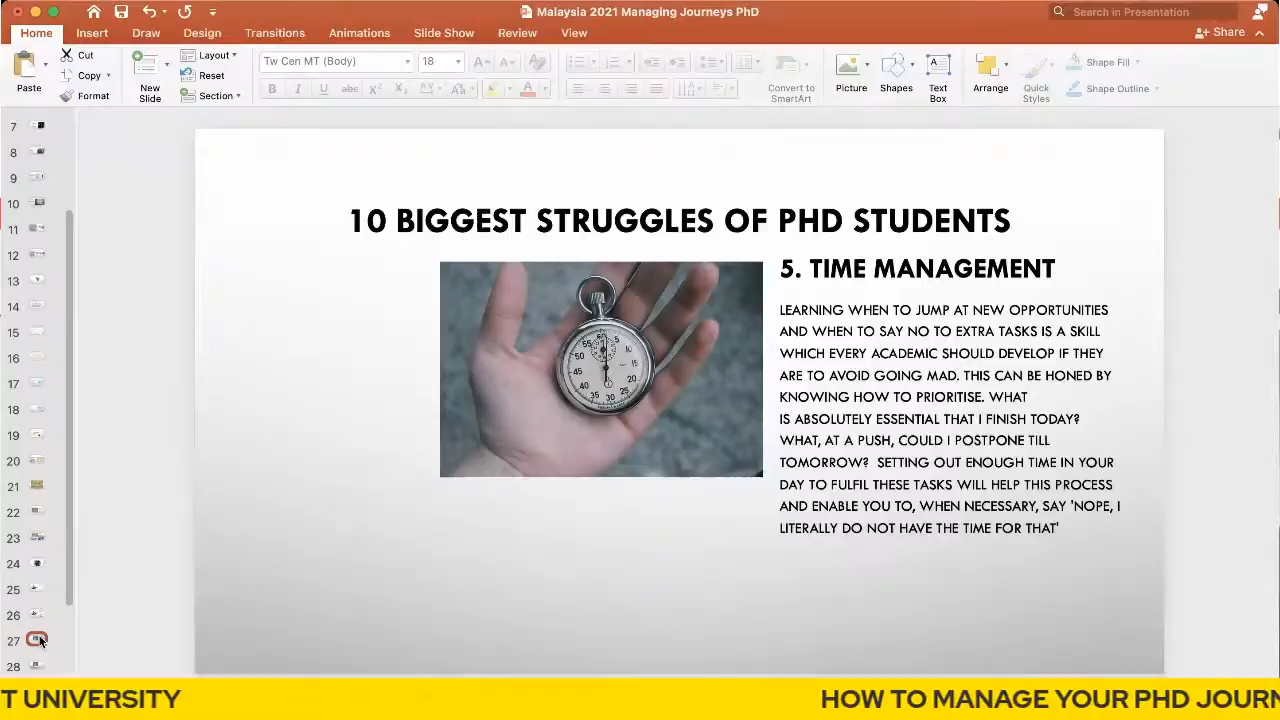 Malaysia 2021 Managing Journeys PhD
Search in Presentation
Home Insert Draw Design Transitions Animations Slide Show Review View
Share
Paste
Cut
Copy
Format
New
Slide
Layout
Reset
Section
Tw Cen MT (Body) 18
Convert to
SmartArt
Picture
Shapes
Text
Box
Arrange
Quick
Styles
Shape Fill
Shape Outline
7
8
9
10
11
12
13
14
15
16
17
18
19
20
21
22
23
24
25
26
27
28
10 BIGGEST STRUGGLES OF PHD STUDENTS
5. TIME MANAGEMENT
LEARNING WHEN TO JUMP AT NEW OPPORTUNITIES
AND WHEN TO SAY NO TO EXTRA TASKS IS A SKILL
WHICH EVERY ACADEMIC SHOULD DEVELOP IF THEY
ARE TO AVOID GOING MAD. THIS CAN BE HONED BY
KNOWING HOW TO PRIORITISE. WHAT
IS ABSOLUTELY ESSENTIAL THAT I FINISH TODAY?
WHAT, AT A PUSH, COULD I POSTPONE TILL
TOMORROW? SETTING OUT ENOUGH TIME IN YOUR
DAY TO FULFIL THESE TASKS WILL HELP THIS PROCESS
AND ENABLE YOU TO, WHEN NECESSARY, SAY 'NOPE, I
LITERALLY DO NOT HAVE THE TIME FOR THAT'
T UNIVERSITY HOW TO MANAGE YOUR PHD JOURN